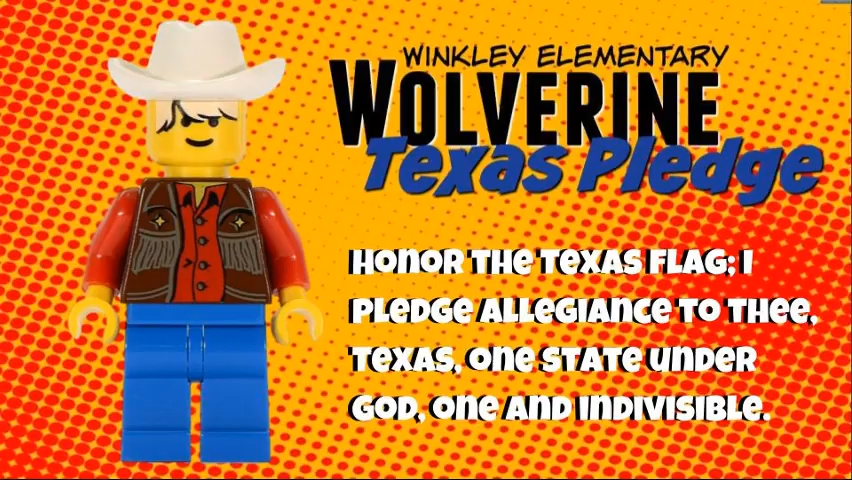 WINKLEY ELEMENTARY
WOLVERINE
Texas Pledge
Honor the Texas flag; I
pledge allegiance to thee,
Texas, one state under
God, one and indivisible.